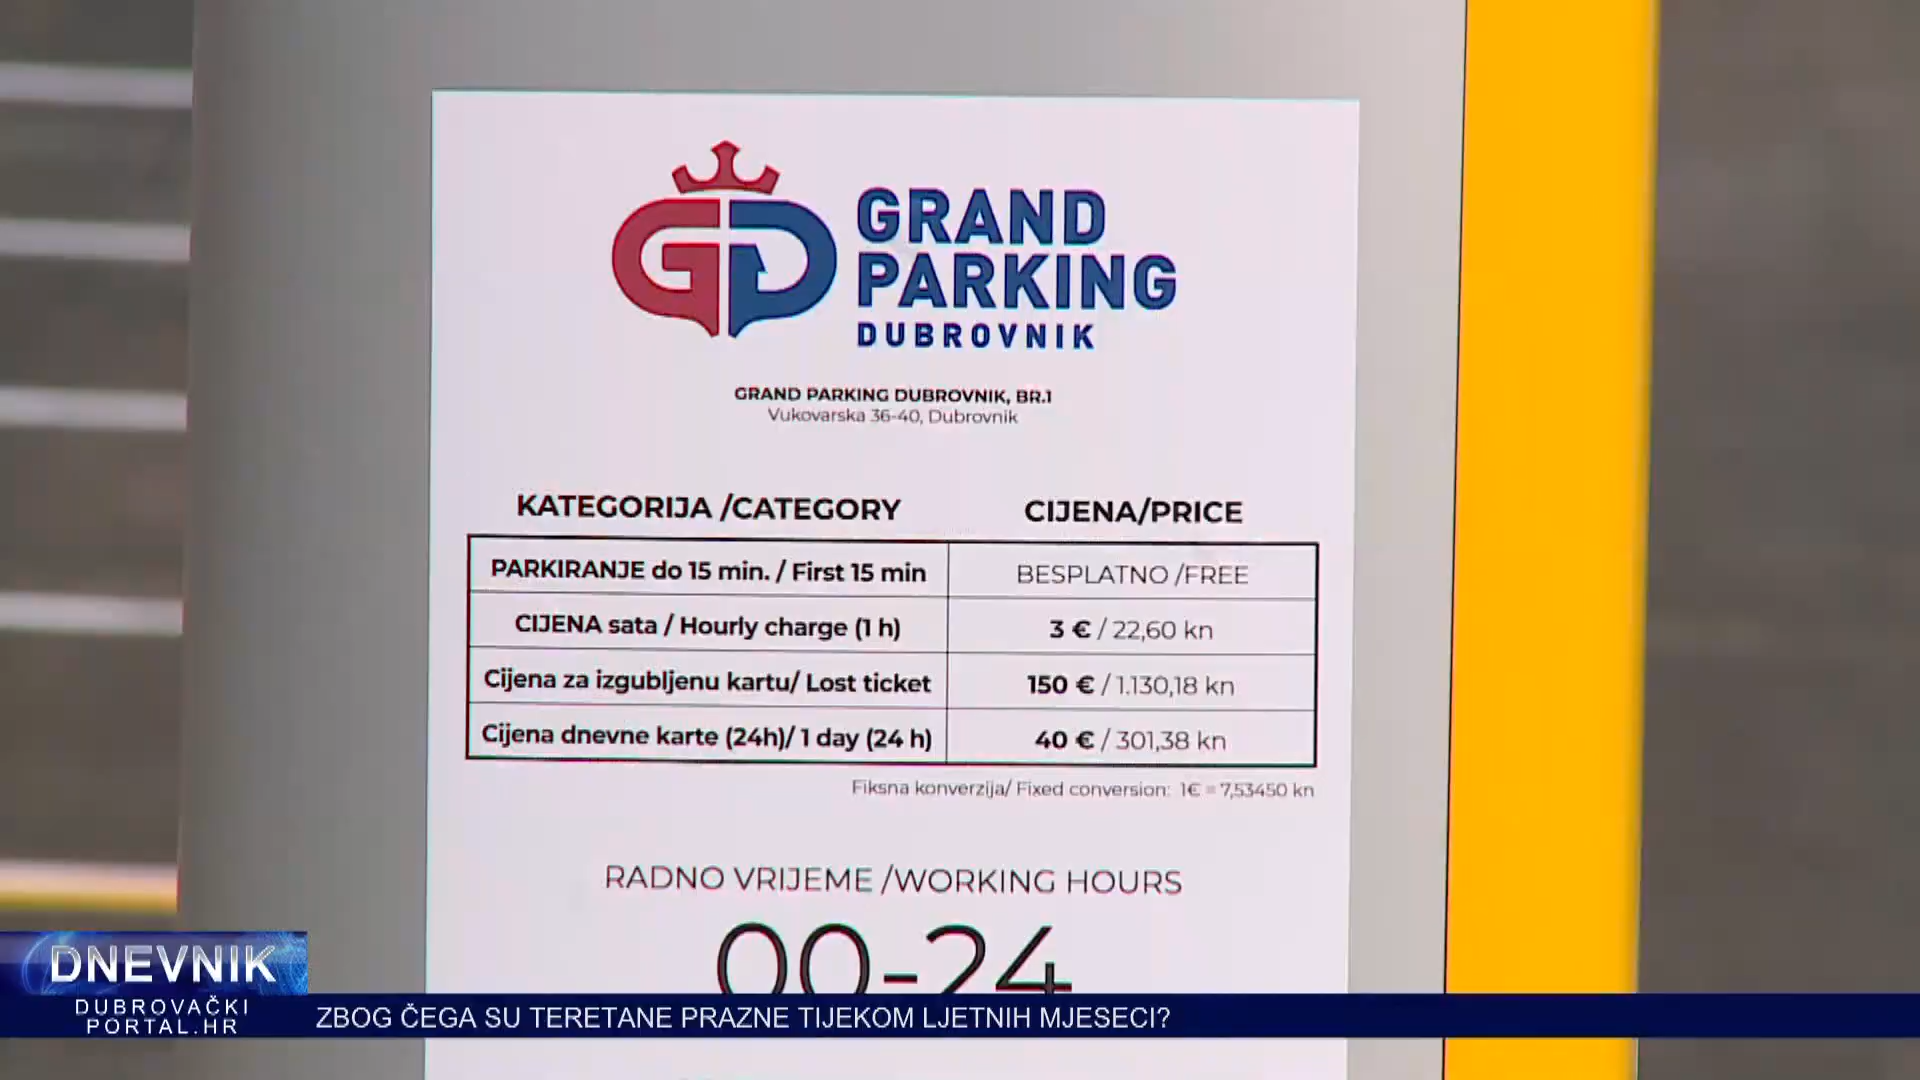 GRAND
PARKING
DUBROVNIK
GRAND PARKING DUBROVNIK, BR.1
Vukovarska 36-40, Dubrovnik
KATEGORIJA /CATEGORY CIJENA/PRICE
PARKIRANJE do 15 min. / First 15 min BESPLATNO /FREE
CIJENA sata / Hourly charge (1 h) 3 € / 22,60 kn
Cijena za izgubljenu kartu/ Lost ticket 150 € / 1.130,18 kn
Cijena dnevne karte (24h)/ 1 day (24 h) 40 € / 301,38 kn
Fiksna konverzija/ Fixed conversion: 1€ = 7,53450 kn
RADNO VRIJEME /WORKING HOURS
00-24
DNEVNIK
DUBROVAČKI
PORTAL.HR
ZBOG ČEGA SU TERETANE PRAZNE TIJEKOM LJETNIH MJESECI?